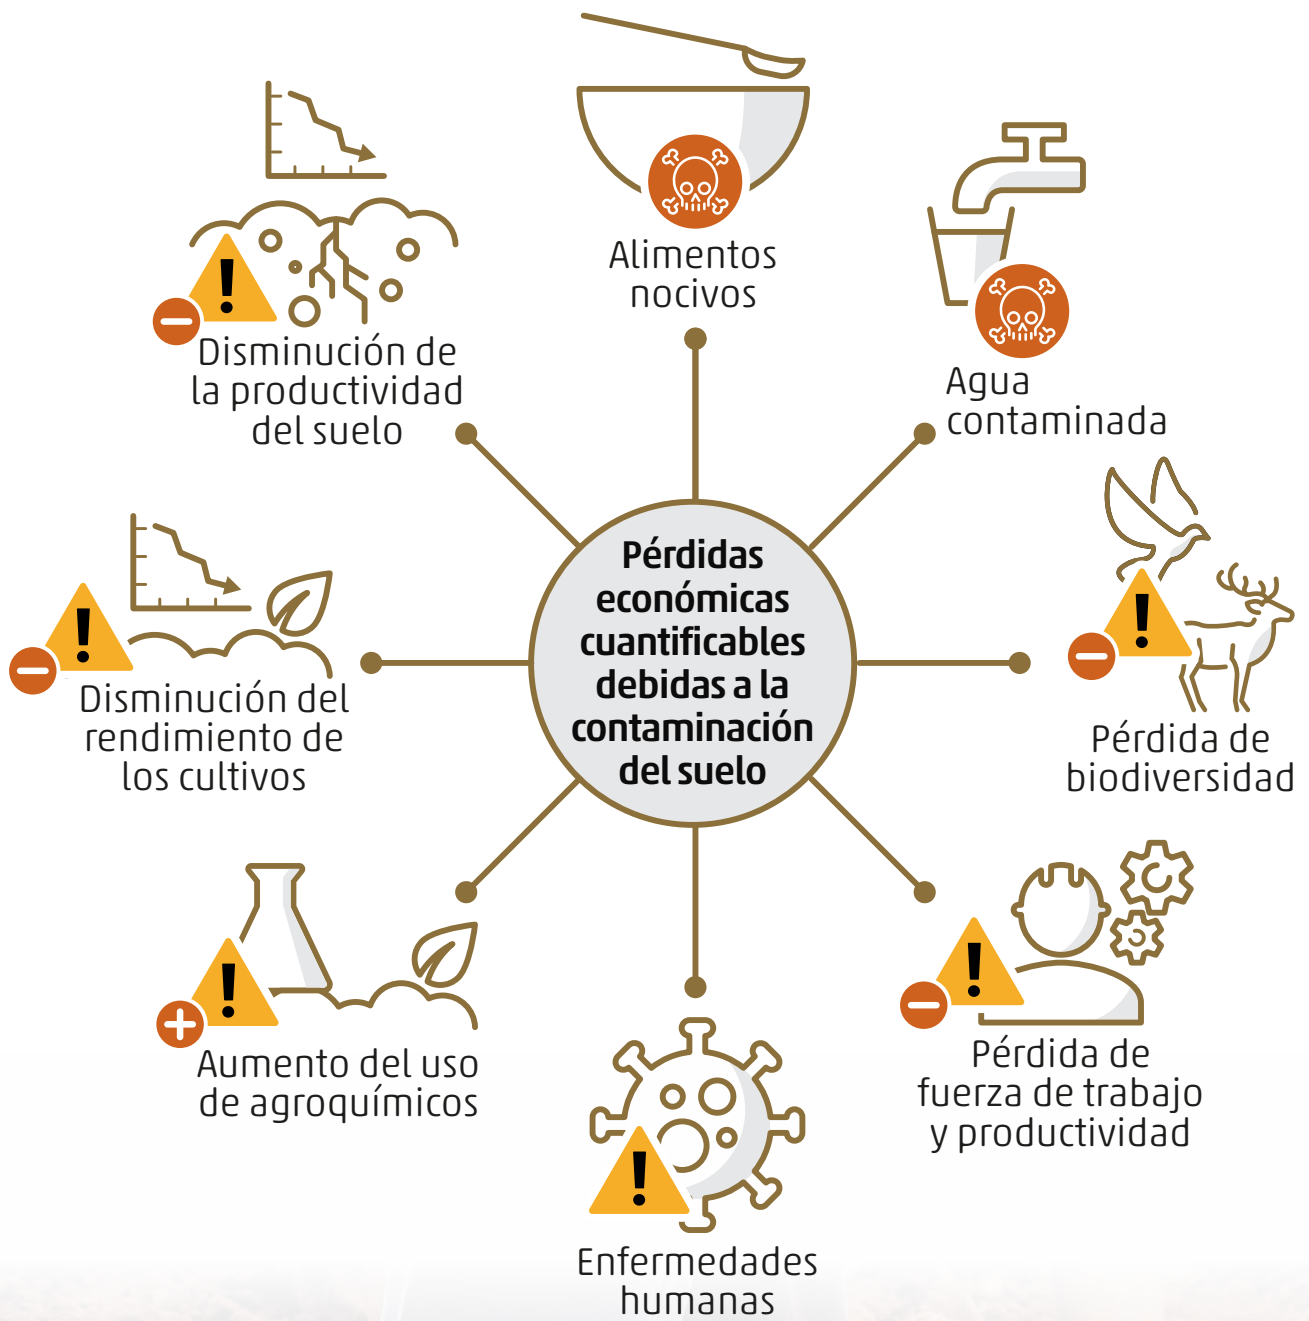 Alimentos
nocivos
Agua
contaminada
Pérdida de
biodiversidad
Pérdida de
fuerza de trabajo
y productividad
Enfermedades
humanas
Aumento del uso
de agroquímicos
Disminución del
rendimiento de
los cultivos
Disminución de
la productividad
del suelo
Pérdidas
económicas
cuantificables
debidas a la
contaminación
del suelo